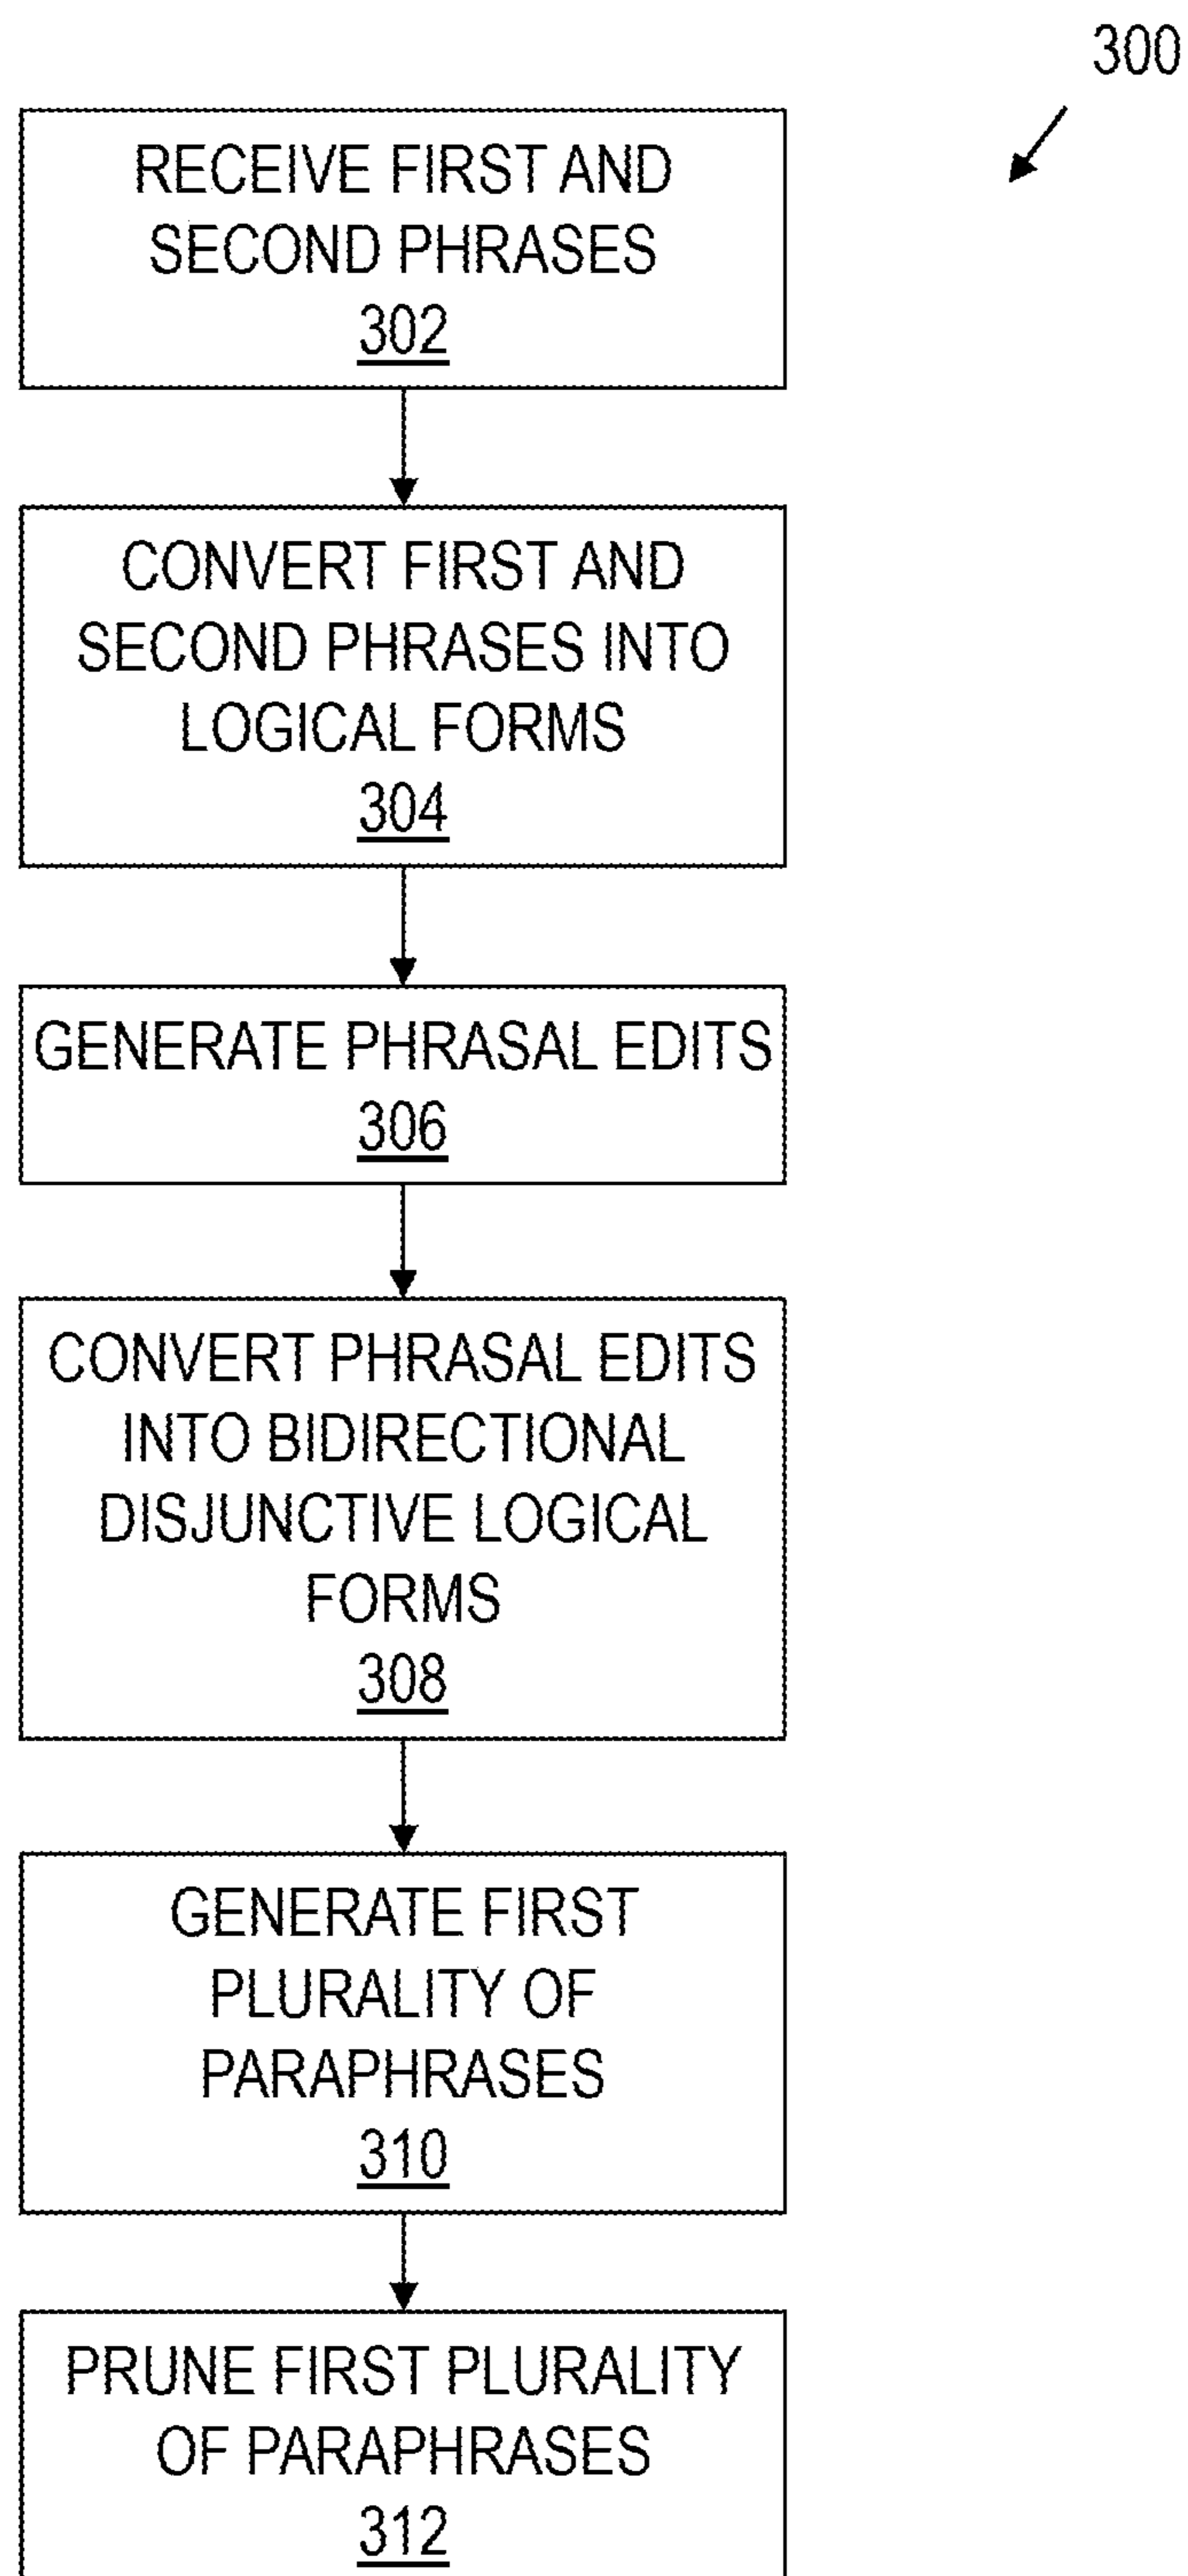 300
RECEIVE FIRST AND
SECOND PHRASES
302
CONVERT FIRST AND
SECOND PHRASES INTO
LOGICAL FORMS
304
GENERATE PHRASAL EDITS
306
CONVERT PHRASAL EDITS
INTO BIDIRECTIONAL
DISJUNCTIVE LOGICAL
FORMS
308
GENERATE FIRST
PLURALITY OF
PARAPHRASES
310
PRUNE FIRST PLURALITY
OF PARAPHRASES
312